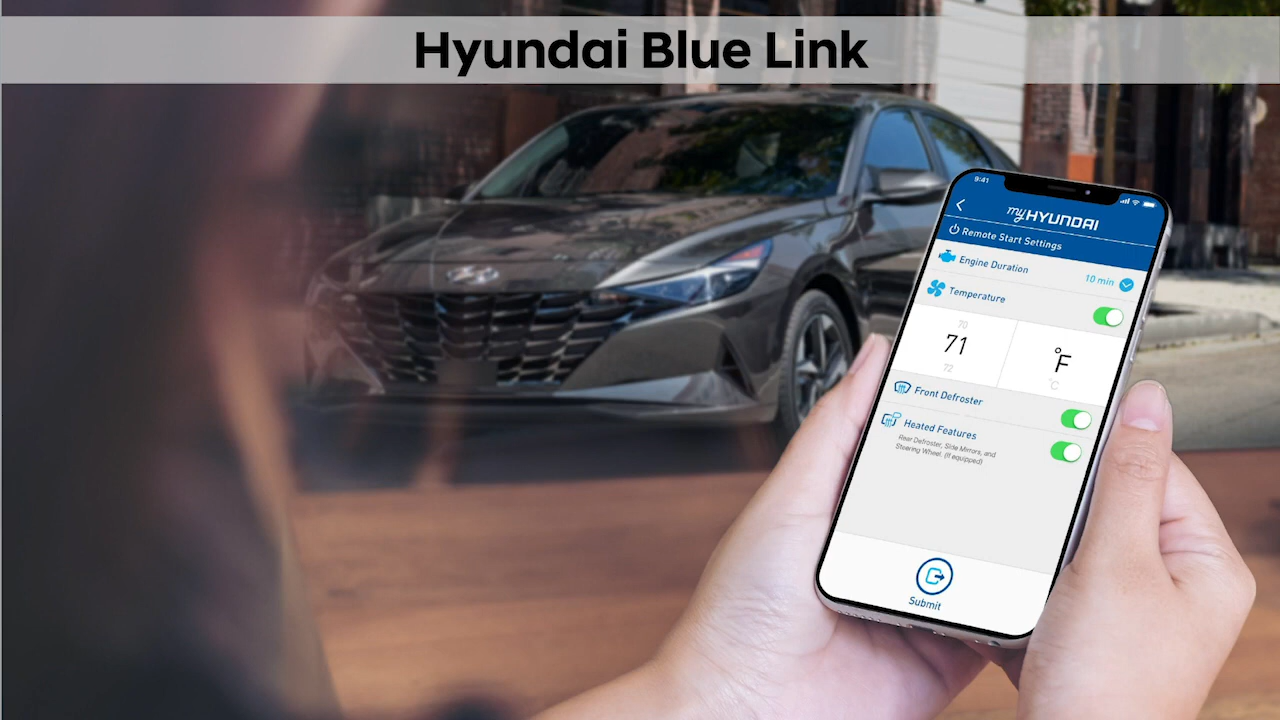 Hyundai Blue Link
9:41
myHYUNDAI
Remote Start Settings
Engine Duration
10 min
Temperature
70
71
72
°F
°C
Front Defroster
Heated Features
Rear Defroster, Side Mirrors, and
Steering Wheel. (if equipped)
Submit